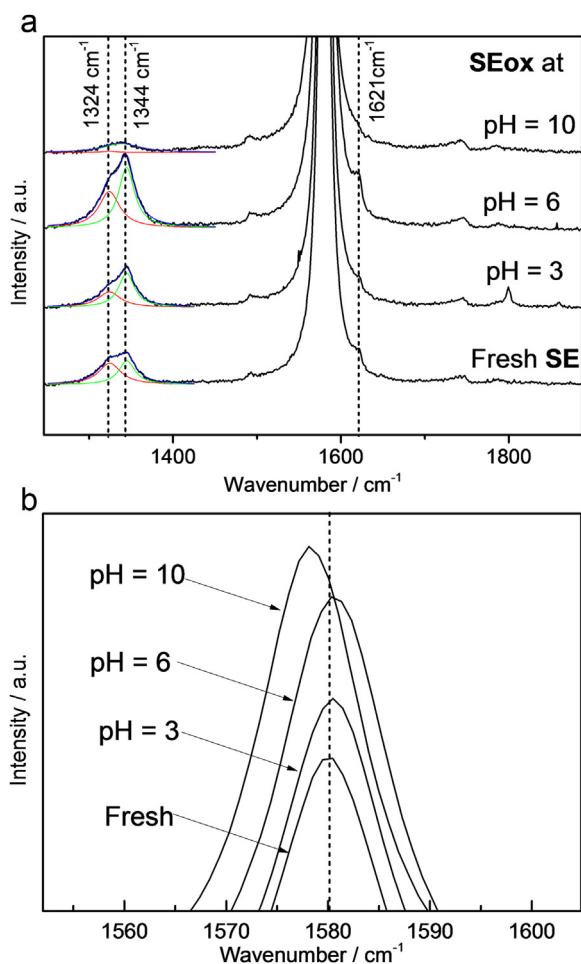 a
1324 cm⁻¹
1344 cm⁻¹
1621cm⁻¹
SEox at
pH = 10
pH = 6
pH = 3
Fresh SE
Intensity / a.u.
1400 1600 1800
Wavenumber / cm⁻¹
b
pH = 10
pH = 6
pH = 3
Fresh
Intensity / a.u.
1560 1570 1580 1590 1600
Wavenumber / cm⁻¹